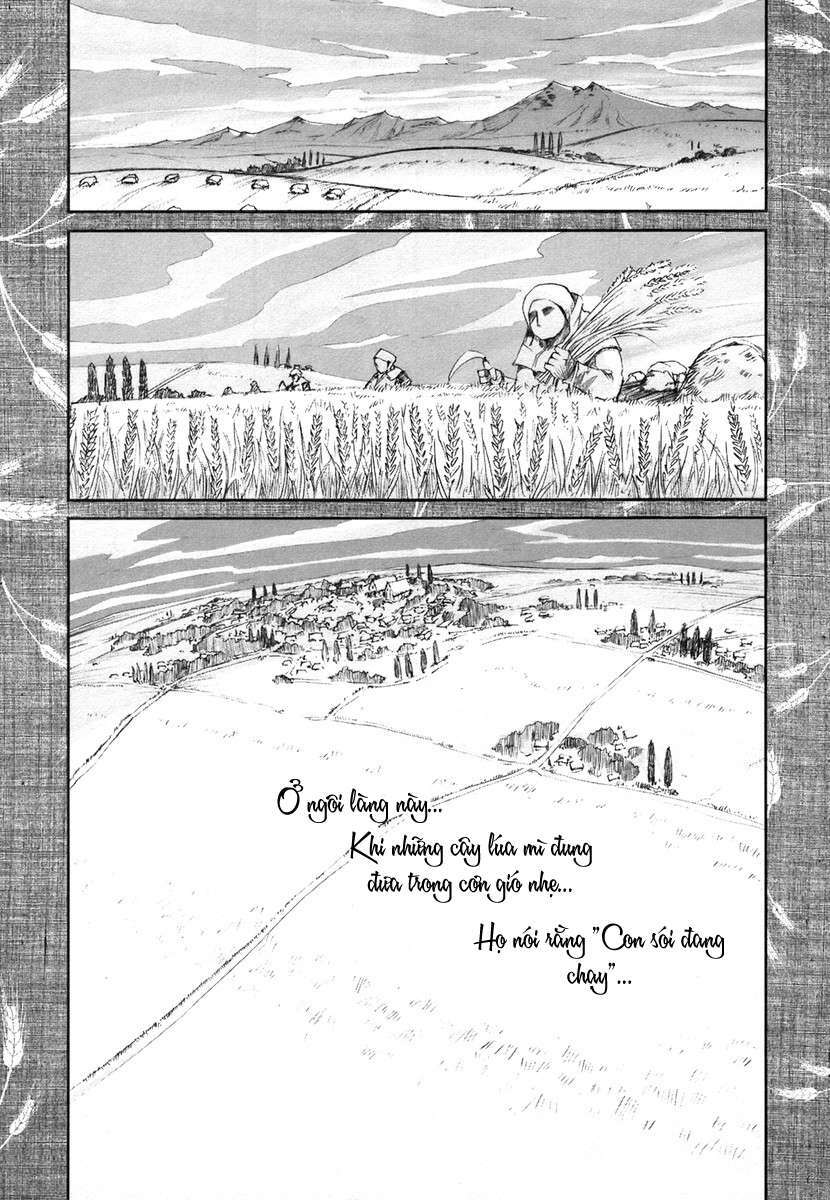 Ở ngôi làng này...
Khi những cây lúa mì đung
đưa trong cơn gió nhẹ...
Họ nói rằng "Con sói đang
chạy"...